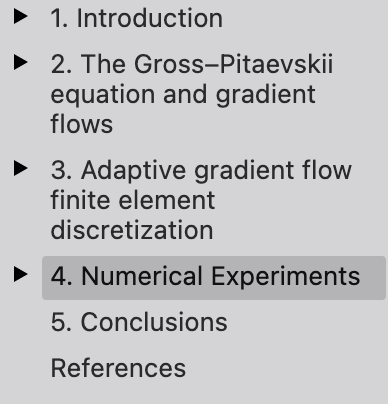 1. Introduction
2. The Gross–Pitaevskii
equation and gradient
flows
3. Adaptive gradient flow
finite element
discretization
4. Numerical Experiments
5. Conclusions
References